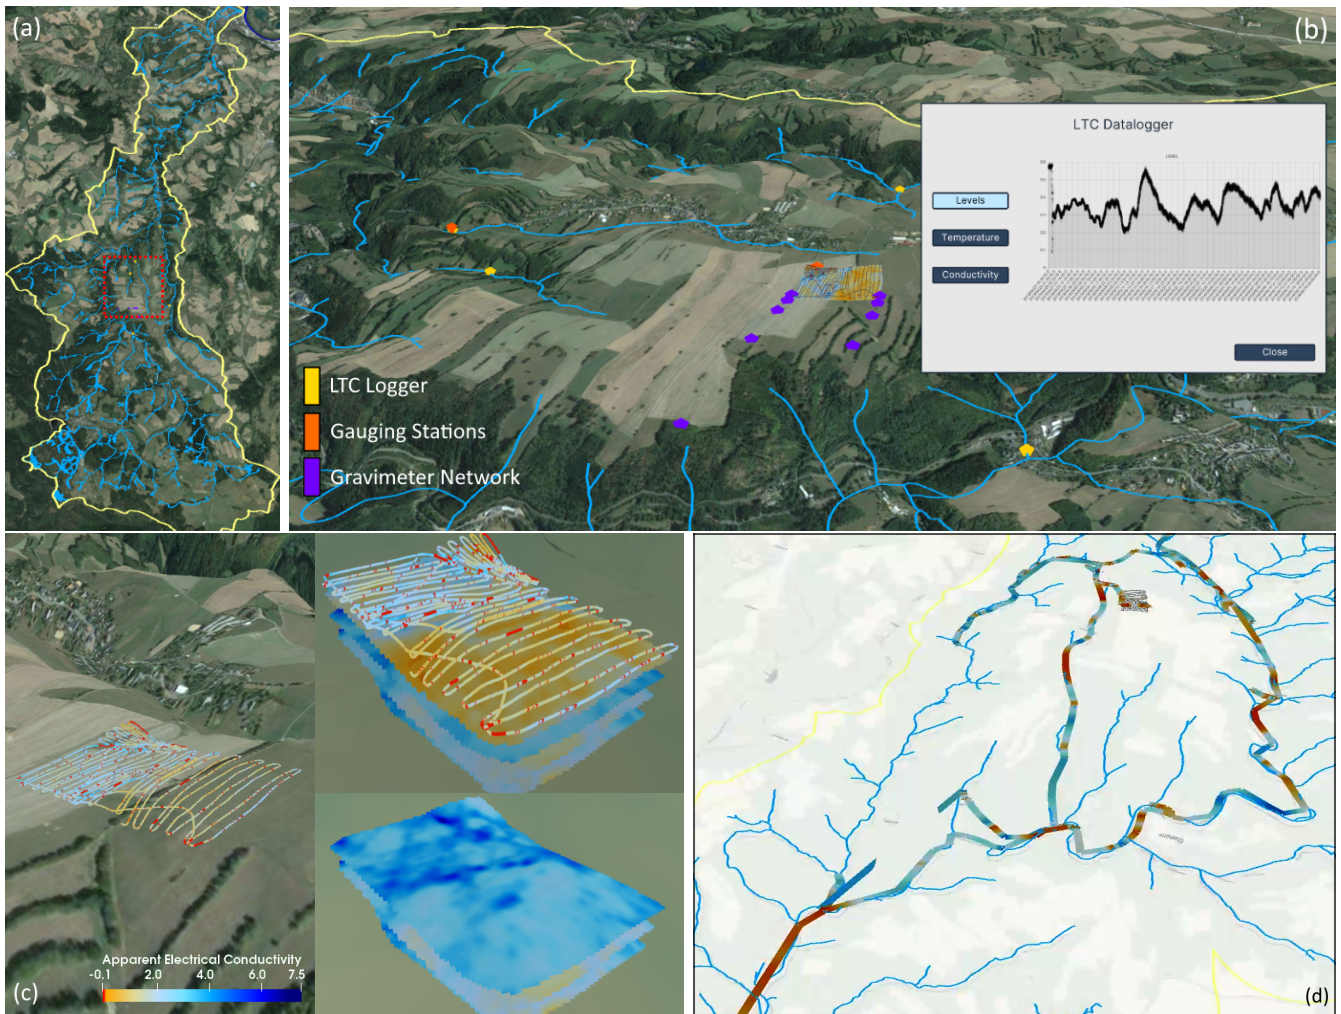 (a)
(b)
LTC Datalogger
LEVEL
Levels
Temperature
Conductivity
Close
LTC Logger
Gauging Stations
Gravimeter Network
Apparent Electrical Conductivity
-0.1 2.0 4.0 6.0 7.5
(c)
(d)